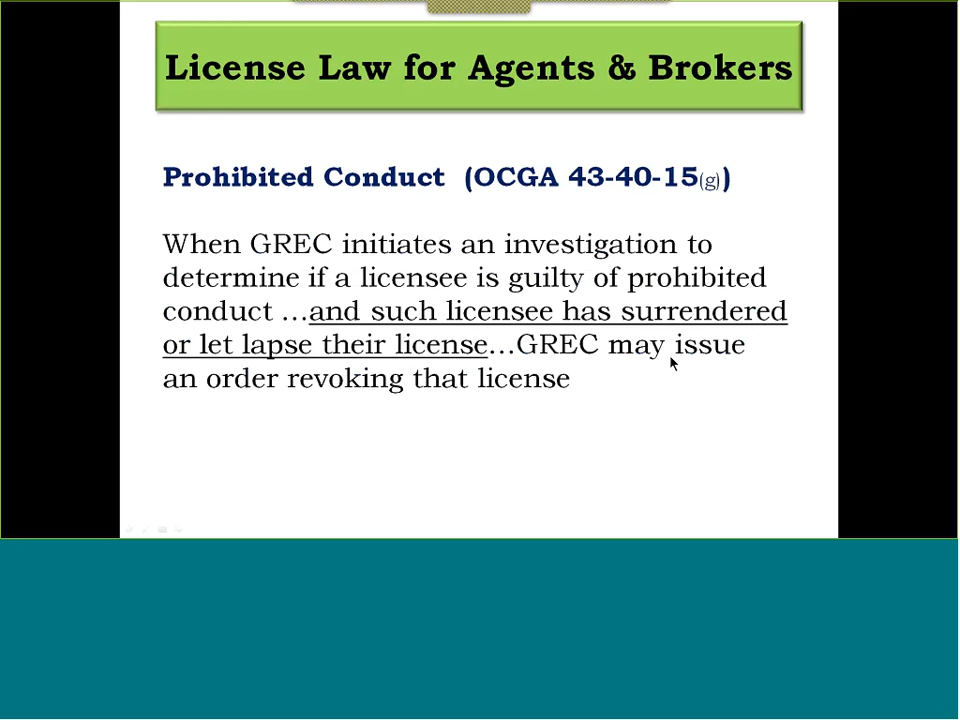 License Law for Agents & Brokers
Prohibited Conduct (OCGA 43-40-15(g))
When GREC initiates an investigation to
determine if a licensee is guilty of prohibited
conduct …and such licensee has surrendered
or let lapse their license…GREC may issue
an order revoking that license